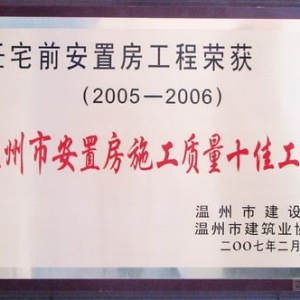 宅前安置房工程荣获
(2005—2006)
州市安置房施工质量十佳工
温州市建设
温州市建筑业协
二〇〇七年二月